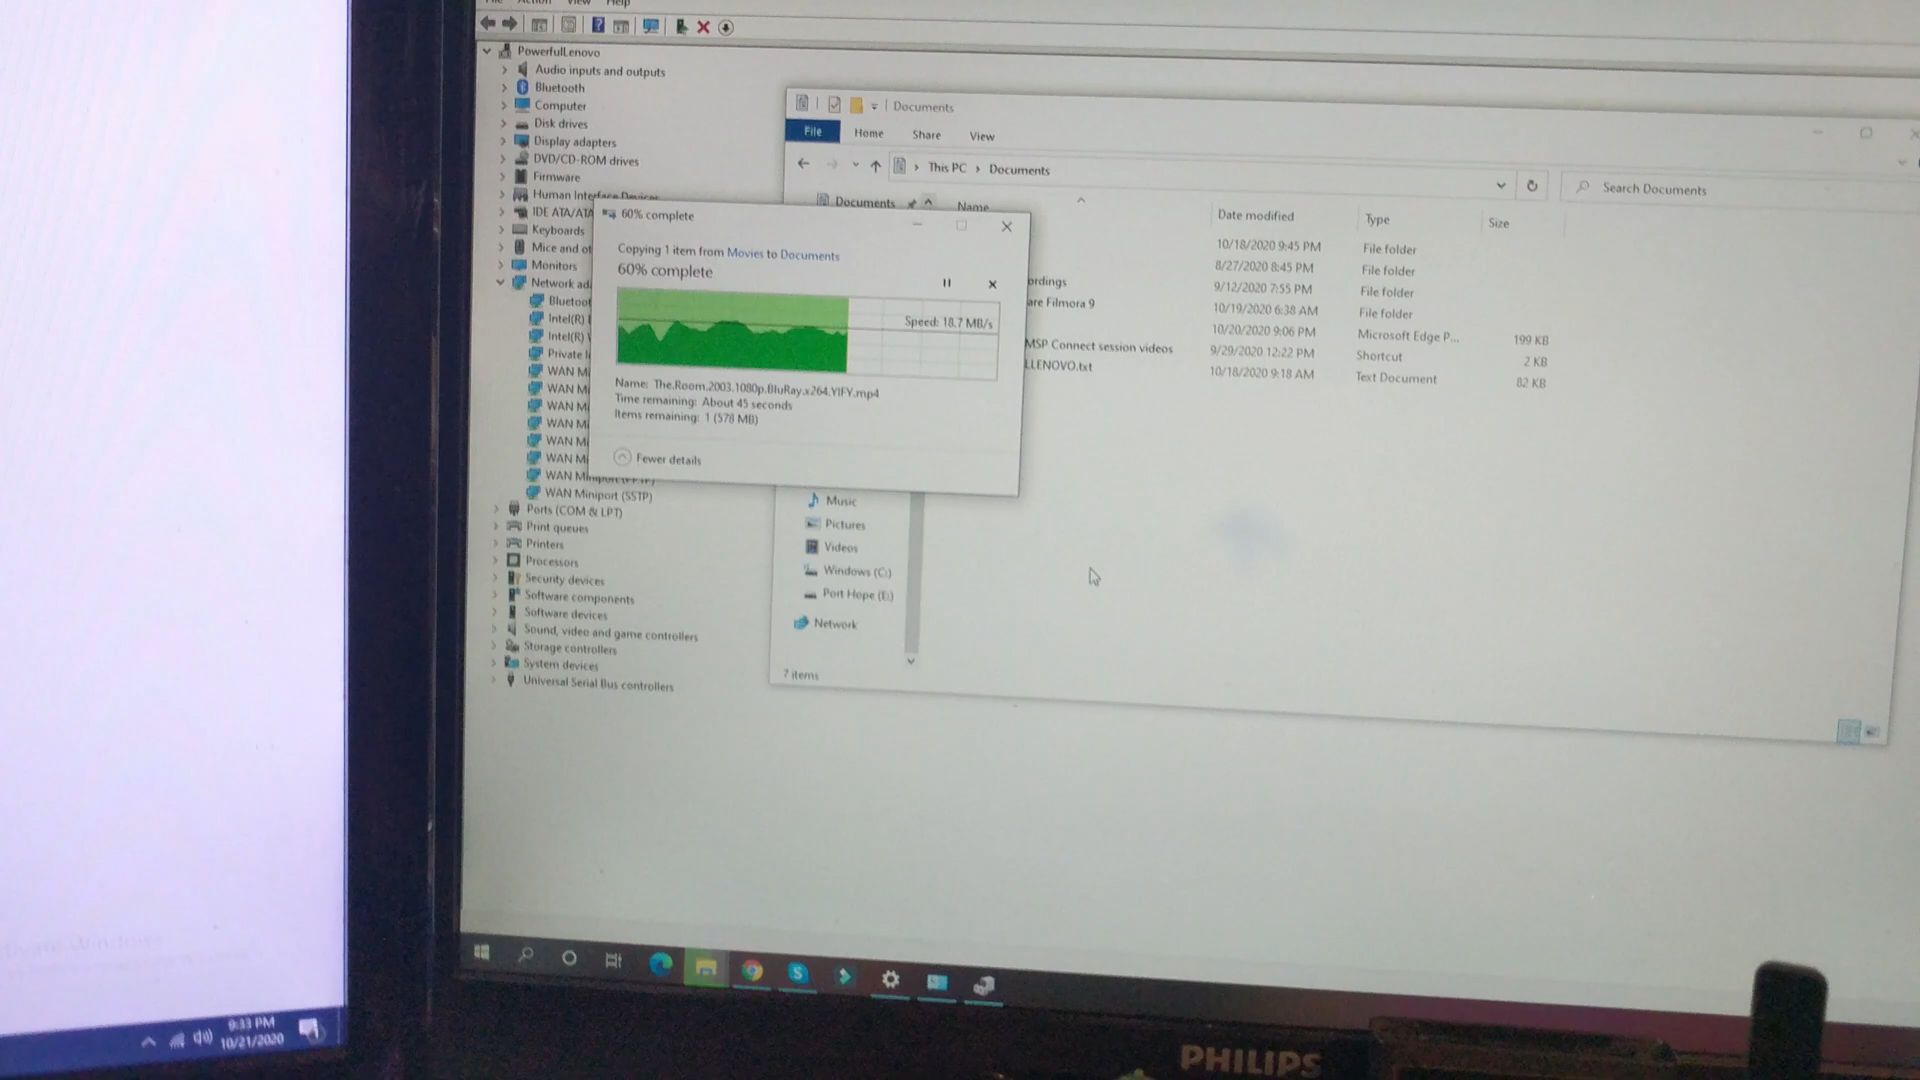 Action View Help
PowerfulLenovo
Audio inputs and outputs
Bluetooth
Computer
Disk drives
Display adapters
DVD/CD-ROM drives
Firmware
Human Interface Devices
IDE ATA/ATA
Keyboards
Mice and ot
Monitors
Network ad
Bluetoot
Intel(R)
Intel(R)
Private
WAN M
WAN M
WAN M
WAN M
WAN M
WAN M
WAN Miniport (PPTP)
WAN Miniport (SSTP)
Ports (COM & LPT)
Print queues
Printers
Processors
Security devices
Software components
Software devices
Sound, video and game controllers
Storage controllers
System devices
Universal Serial Bus controllers
Documents
File Home Share View
This PC > Documents
Search Documents
Documents
Name Date modified Type Size
10/18/2020 9:45 PM File folder
ordings 8/27/2020 8:45 PM File folder
are Filmora 9 9/12/2020 7:55 PM File folder
10/19/2020 6:38 AM File folder
10/20/2020 9:06 PM Microsoft Edge P... 199 KB
MSP Connect session videos 9/29/2020 12:22 PM Shortcut 2 KB
LLENOVO.txt 10/18/2020 9:18 AM Text Document 82 KB
60% complete
Copying 1 item from Movies to Documents
60% complete
Speed: 18.7 MB/s
Name: The.Room.2003.1080p.BluRay.x264.YIFY.mp4
Time remaining: About 45 seconds
Items remaining: 1 (578 MB)
Fewer details
Music
Pictures
Videos
Windows (C:)
Port Hope (E:)
Network
7 items
9:33 PM
10/21/2020
PHILIPS